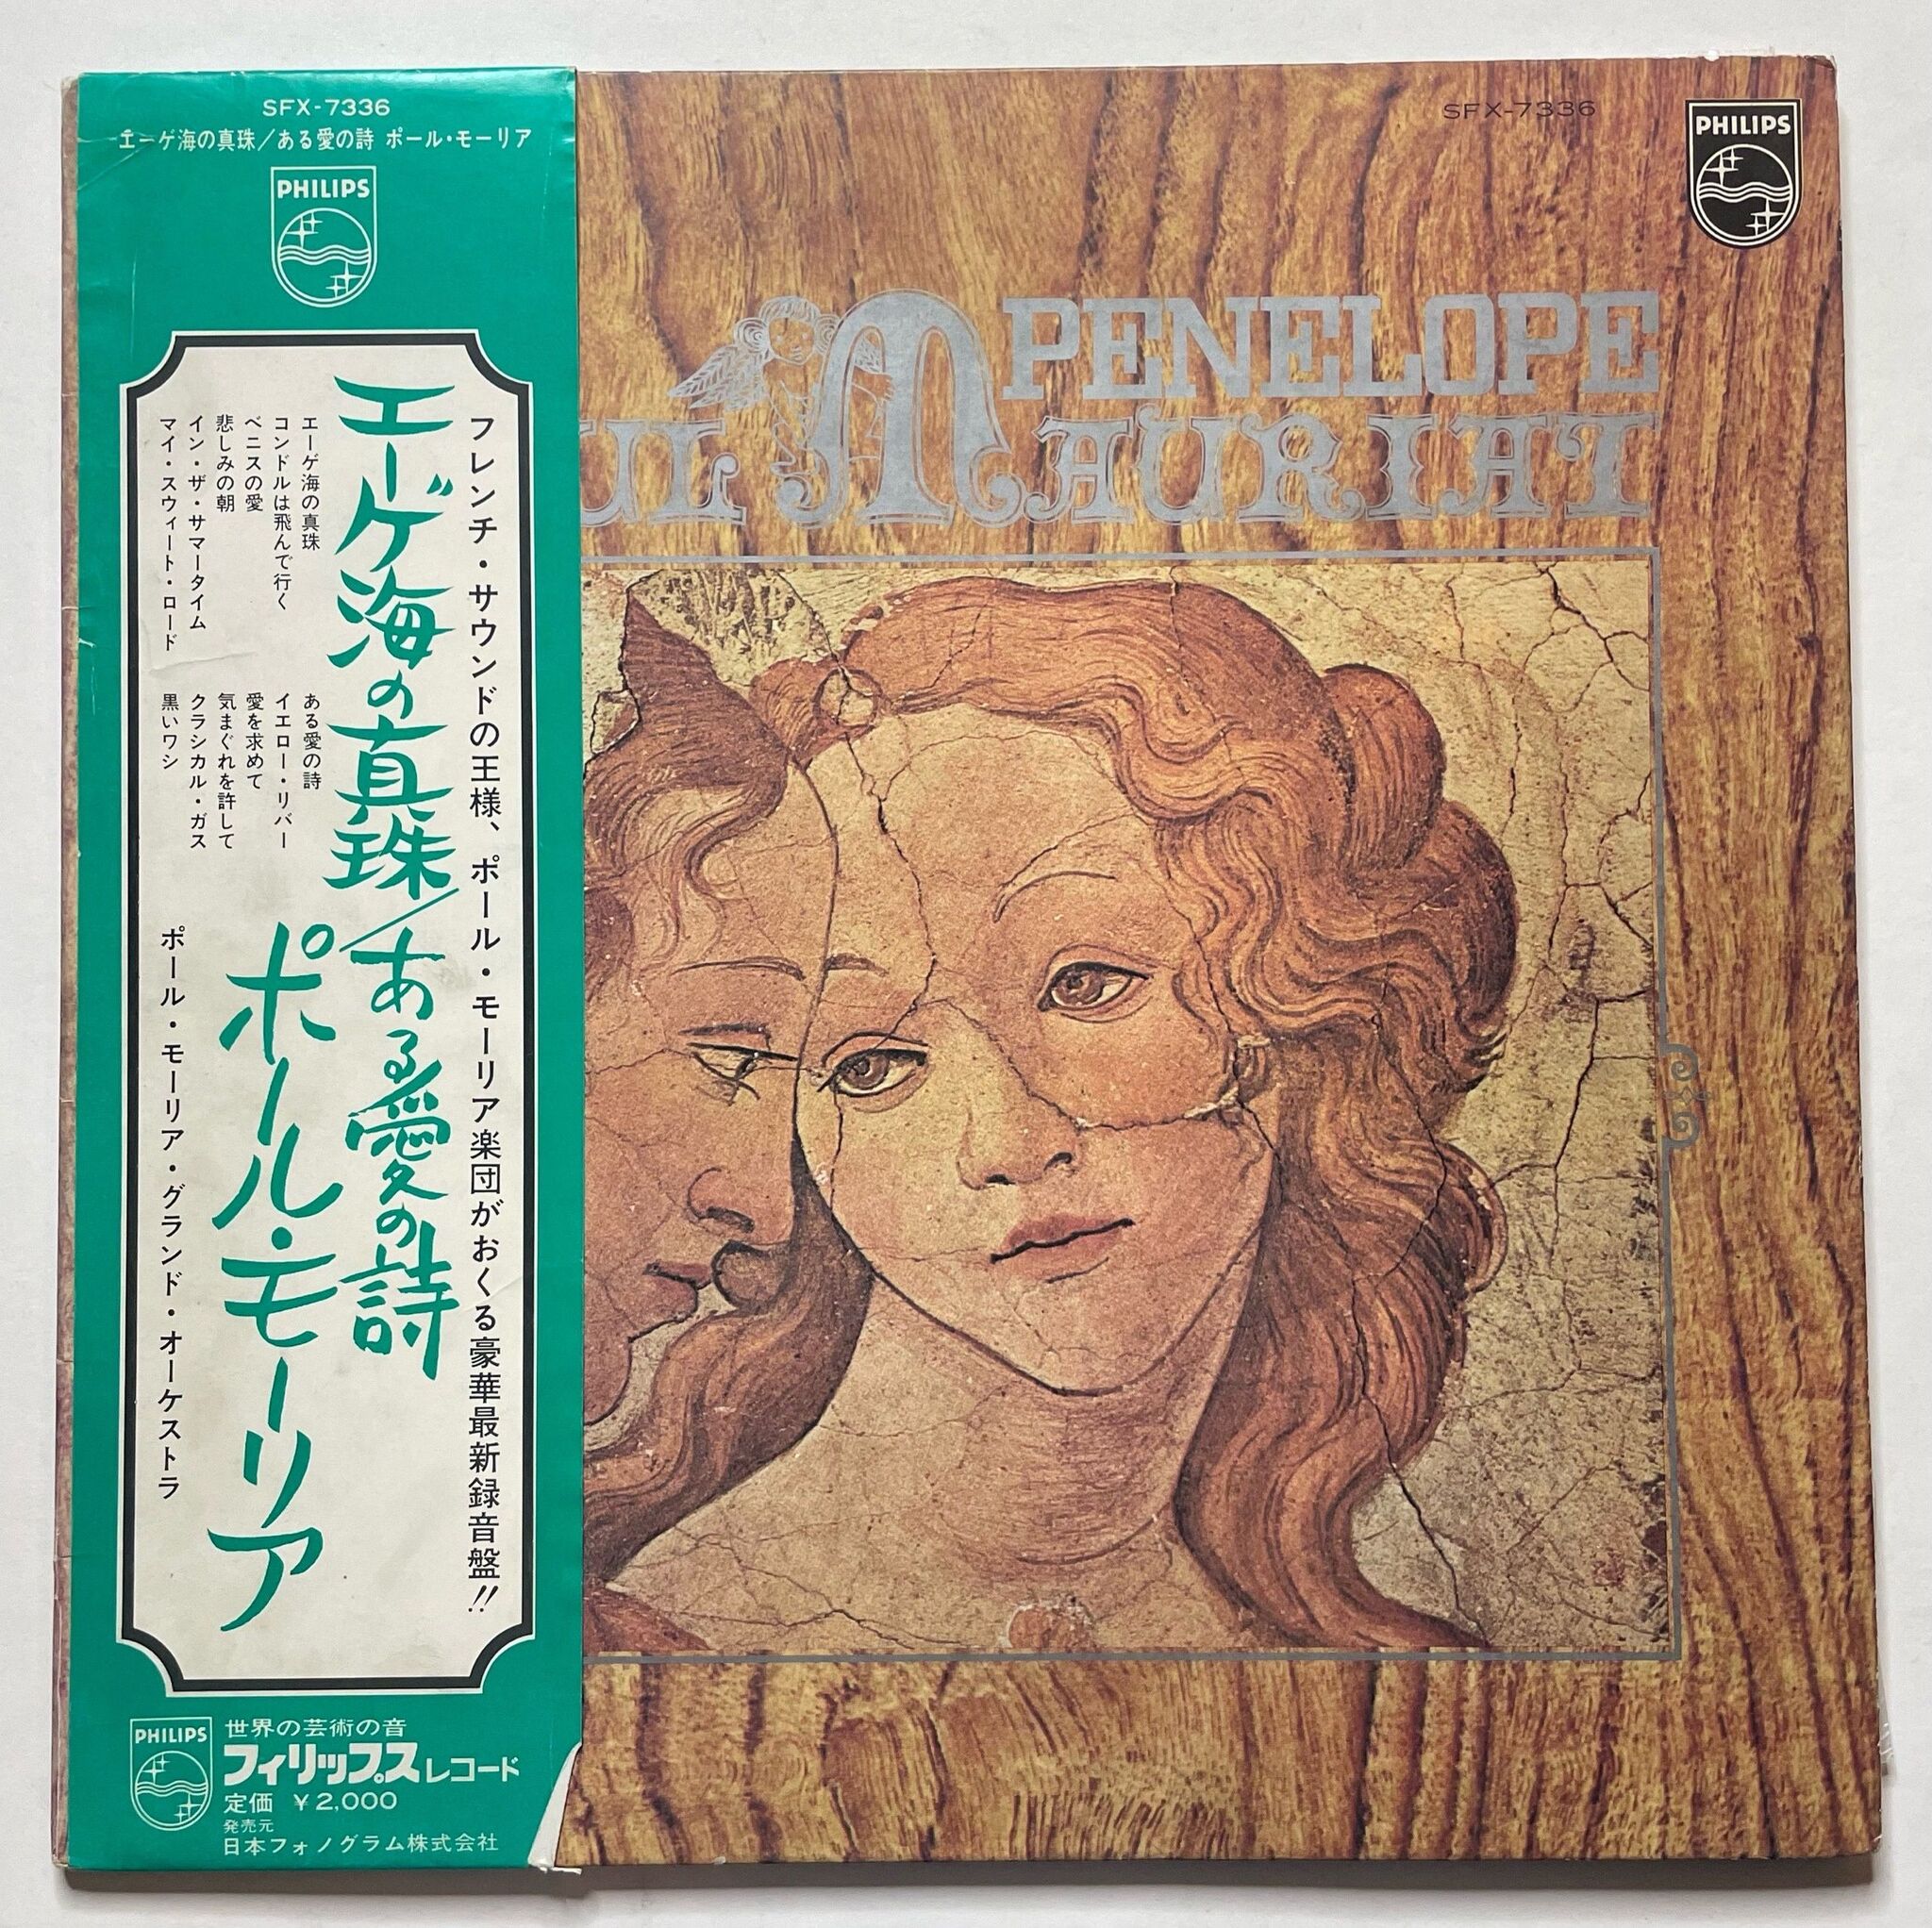 SFX-7336
エーゲ海の真珠/ある愛の詩 ポール・モーリア
PHILIPS
フレンチ・サウンドの王様、ポール・モーリア楽団がおくる豪華最新録音盤!!
エーゲ海の真珠/ある愛の詩
ポール・モーリア
エーゲ海の真珠
コンドルは飛んで行く
ベニスの愛
悲しみの朝
イン・ザ・サマータイム
マイ・スウィート・ロード
ある愛の詩
イエロー・リバー
愛を求めて
気まぐれを許して
クラシカル・ガス
黒いワシ
ポール・モーリア・グランド・オーケストラ
PHILIPS
世界の芸術の音
フィリップスレコード
定価 ¥2,000
発売元
日本フォノグラム株式会社
SFX-7336
PHILIPS
PENELOPE
UL MAURIAT